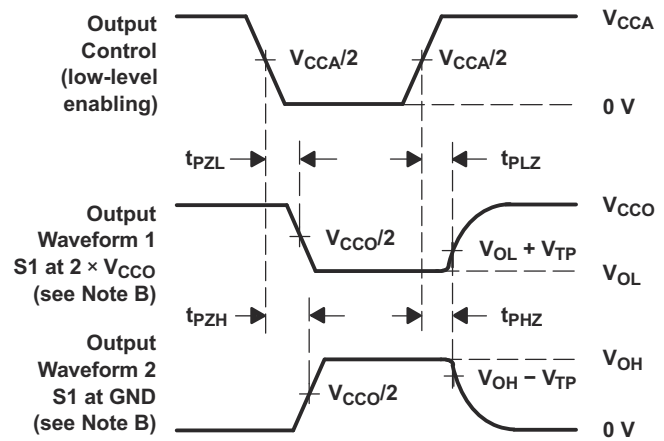 Output
Control
(low-level
enabling)
V_CCA
V_CCA/2
V_CCA/2
0 V
t_PZL
t_PLZ
Output
Waveform 1
S1 at 2 × V_CCO
(see Note B)
V_CCO
V_CCO/2
V_OL + V_TP
V_OL
t_PZH
t_PHZ
Output
Waveform 2
S1 at GND
(see Note B)
V_OH
V_CCO/2
V_OH − V_TP
0 V